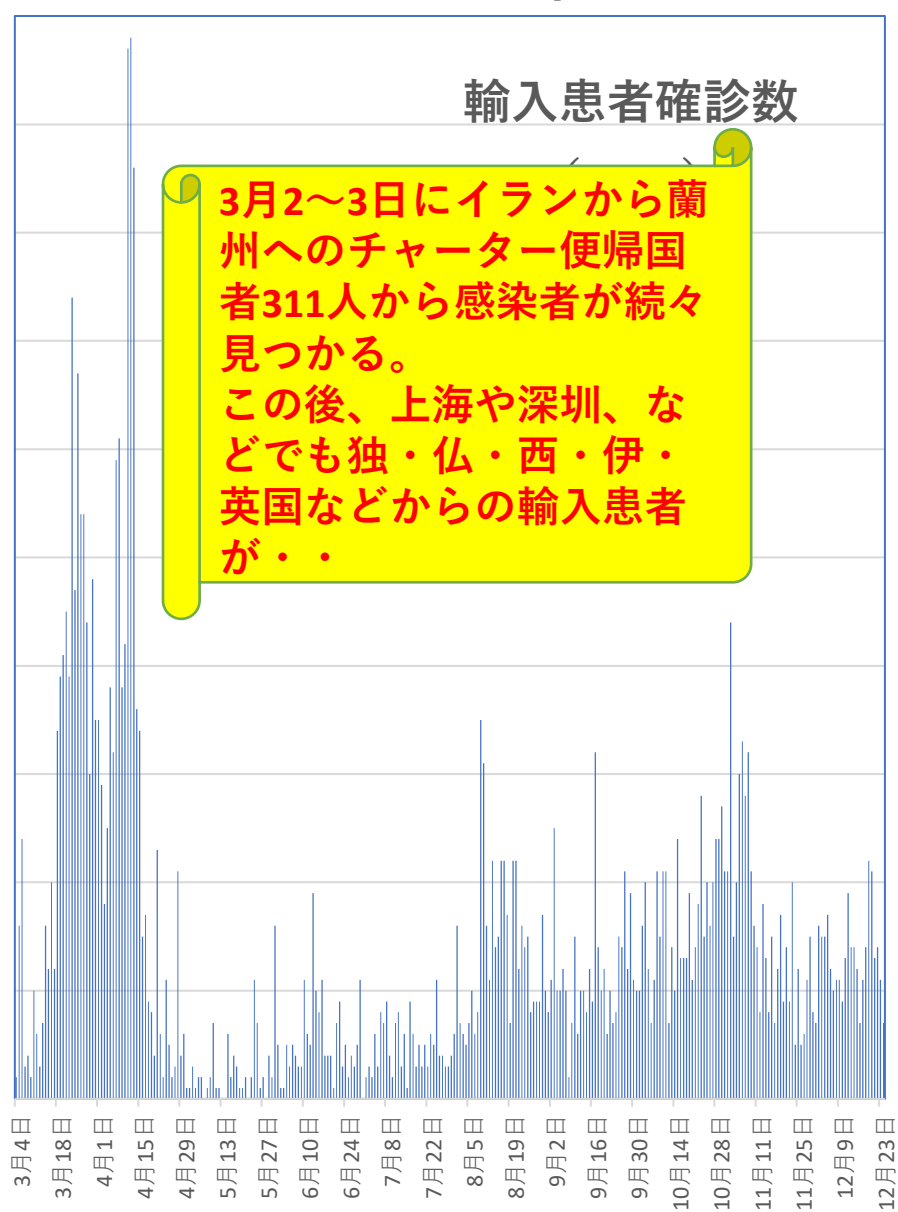 輸入患者確診数
3月2～3日にイランから蘭
州へのチャーター便帰国
者311人から感染者が続々
見つかる。
この後、上海や深圳、な
どでも独・仏・西・伊・
英国などからの輸入患者
が・・
3月4日
3月18日
4月1日
4月15日
4月29日
5月13日
5月27日
6月10日
6月24日
7月8日
7月22日
8月5日
8月19日
9月2日
9月16日
9月30日
10月14日
10月28日
11月11日
11月25日
12月9日
12月23日